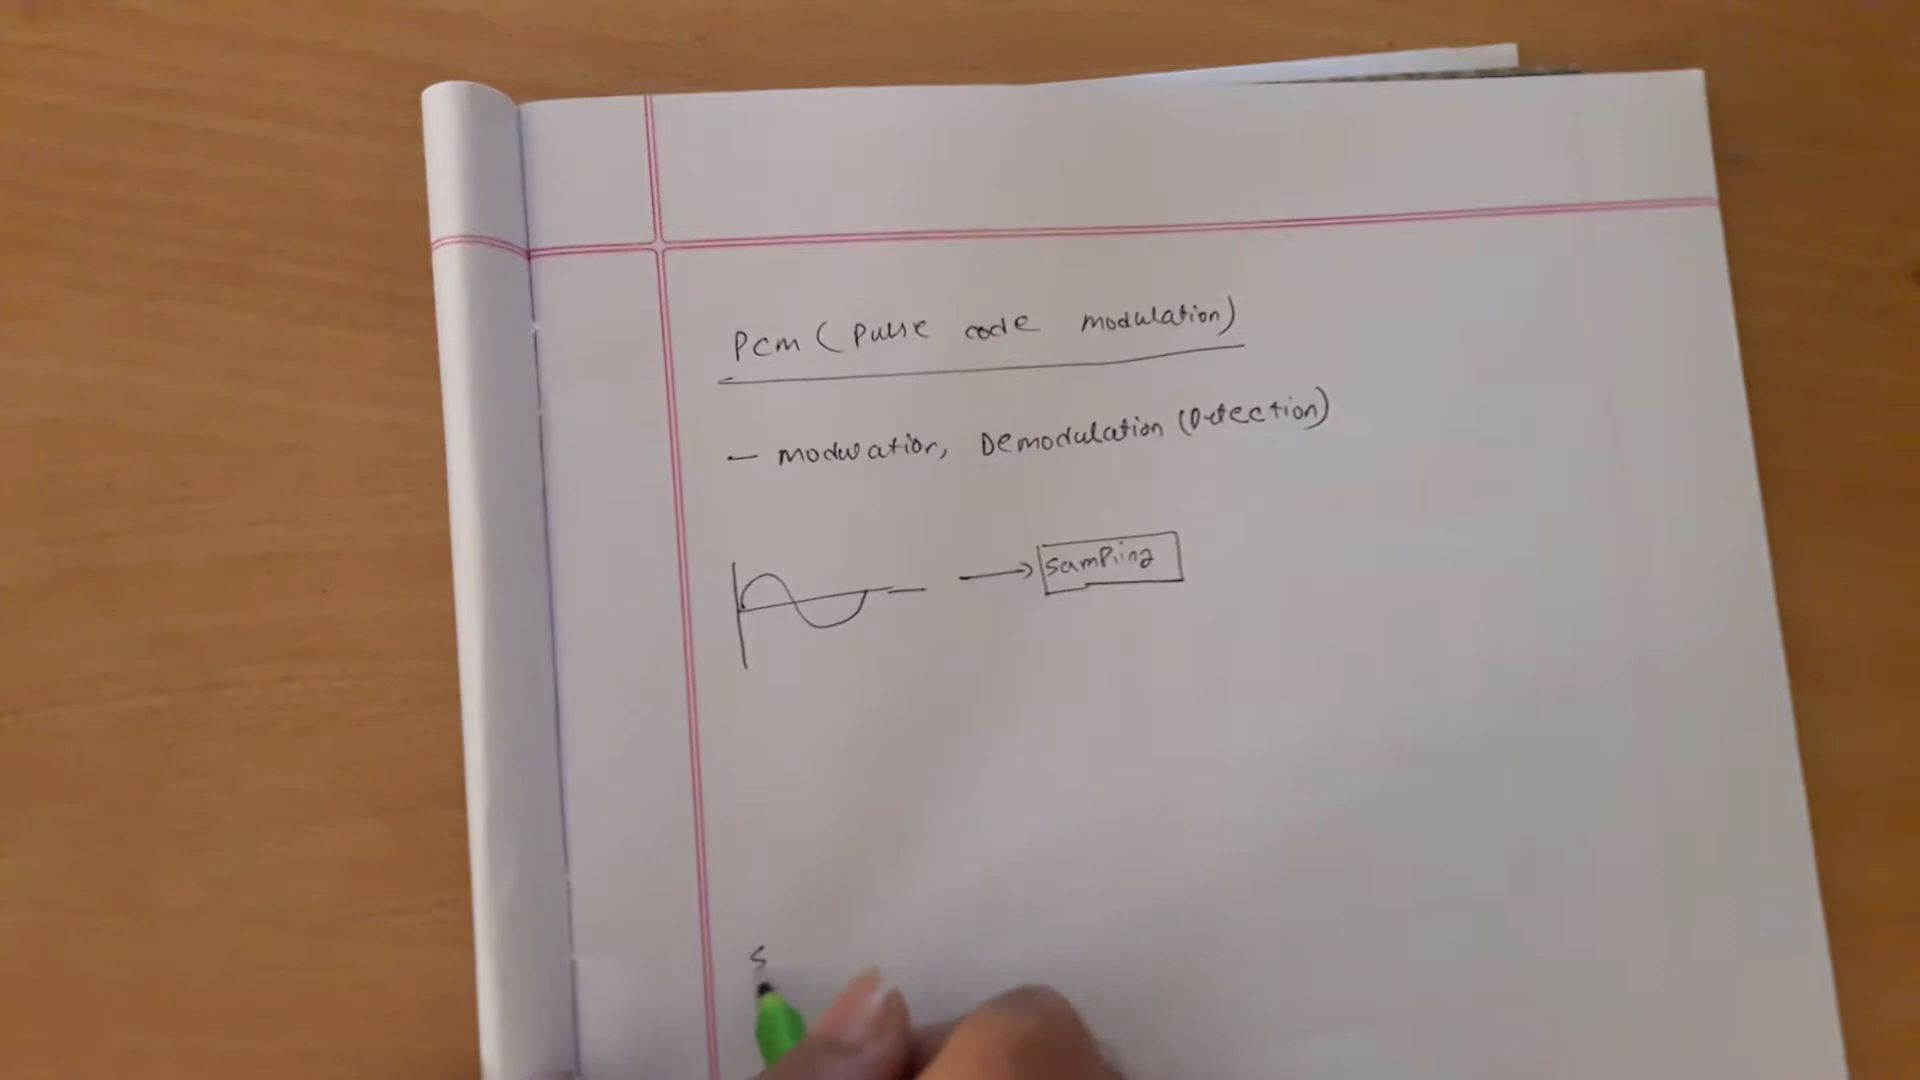 Pcm (Pulse code modulation)
— modulation, Demodulation (Detection)
Sampling
S